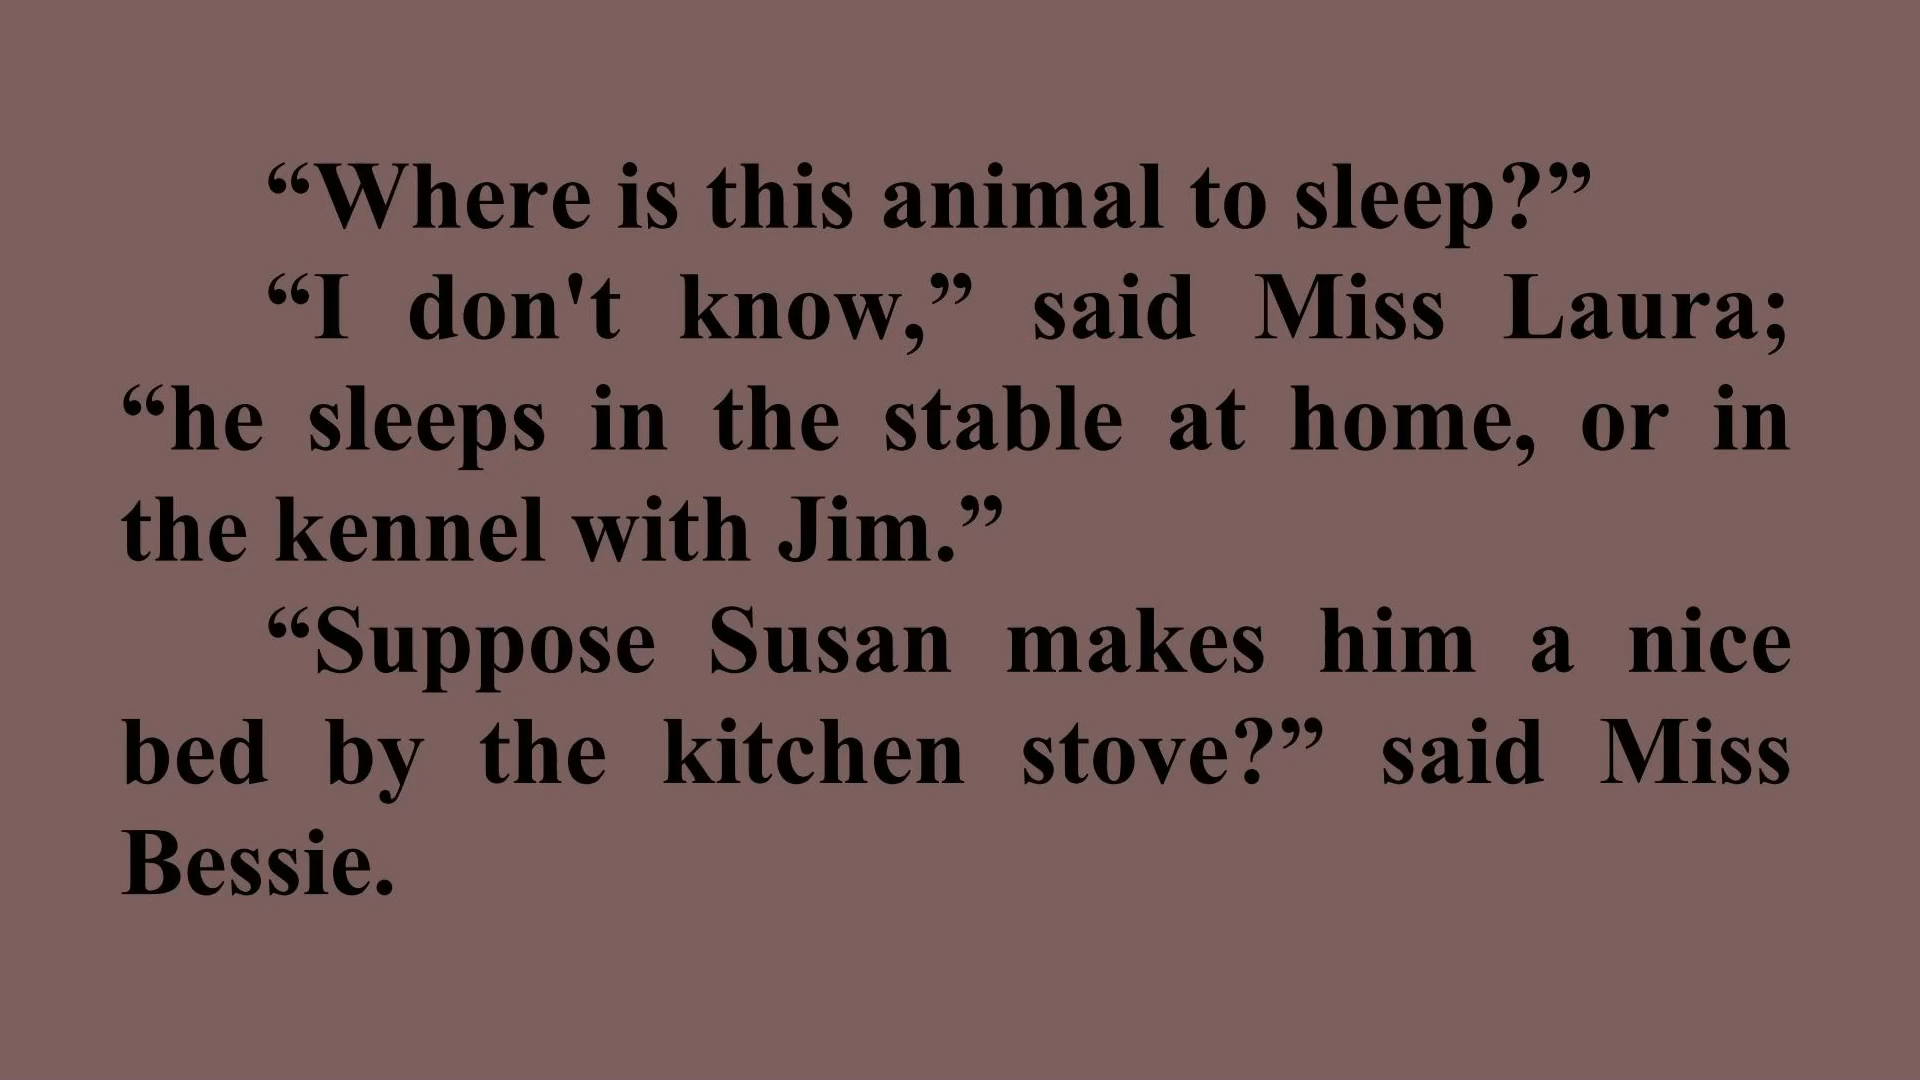 “Where is this animal to sleep?”
“I don't know,” said Miss Laura;
“he sleeps in the stable at home, or in
the kennel with Jim.”
“Suppose Susan makes him a nice
bed by the kitchen stove?” said Miss
Bessie.